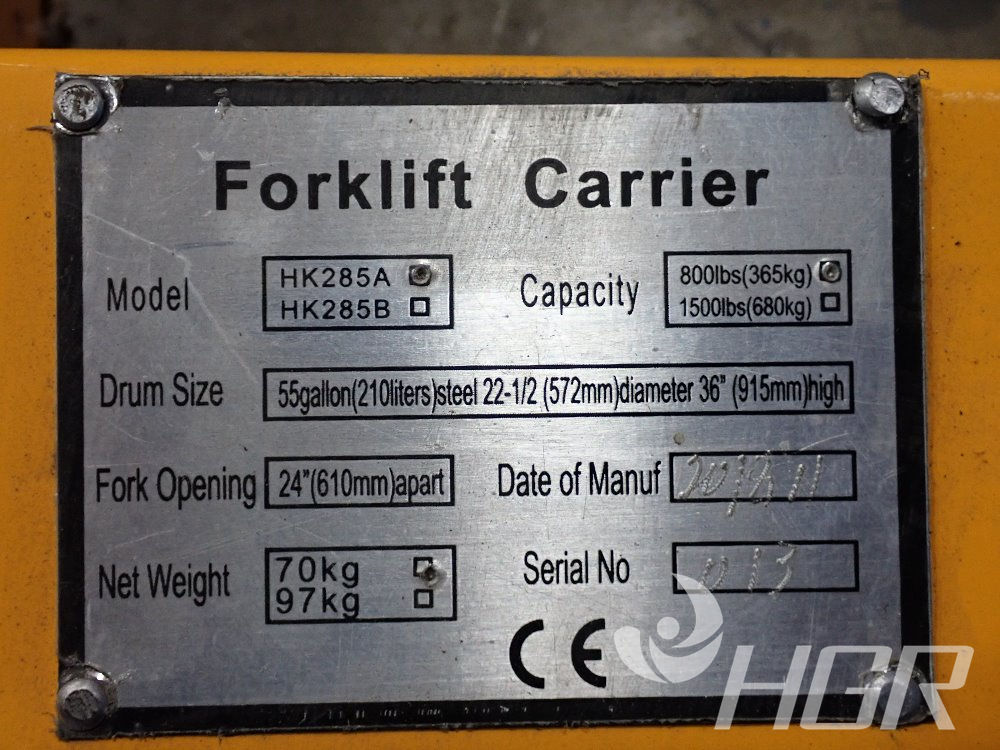 Forklift Carrier
Model HK285A Capacity 800lbs(365kg)
HK285B 1500lbs(680kg)
Drum Size 55gallon(210liters)steel 22-1/2 (572mm)diameter 36” (915mm)high
Fork Opening 24”(610mm)apart Date of Manuf
Net Weight 70kg Serial No 013
97kg
CE
HGR